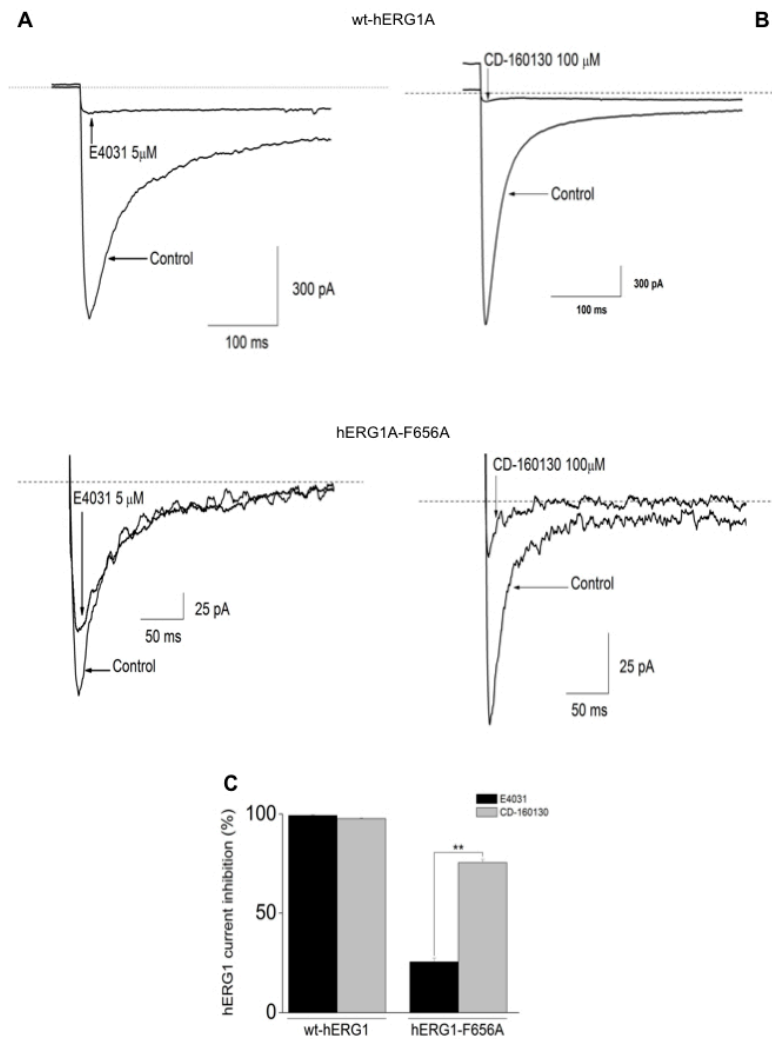 A
wt-hERG1A
B
E4031 5μM
Control
300 pA
100 ms
CD-160130 100 μM
Control
300 pA
100 ms
hERG1A-F656A
E4031 5 μM
Control
25 pA
50 ms
CD-160130 100μM
Control
25 pA
50 ms
C
E4031
CD-160130
hERG1 current inhibition (%)
100
50
0
**
wt-hERG1
hERG1-F656A